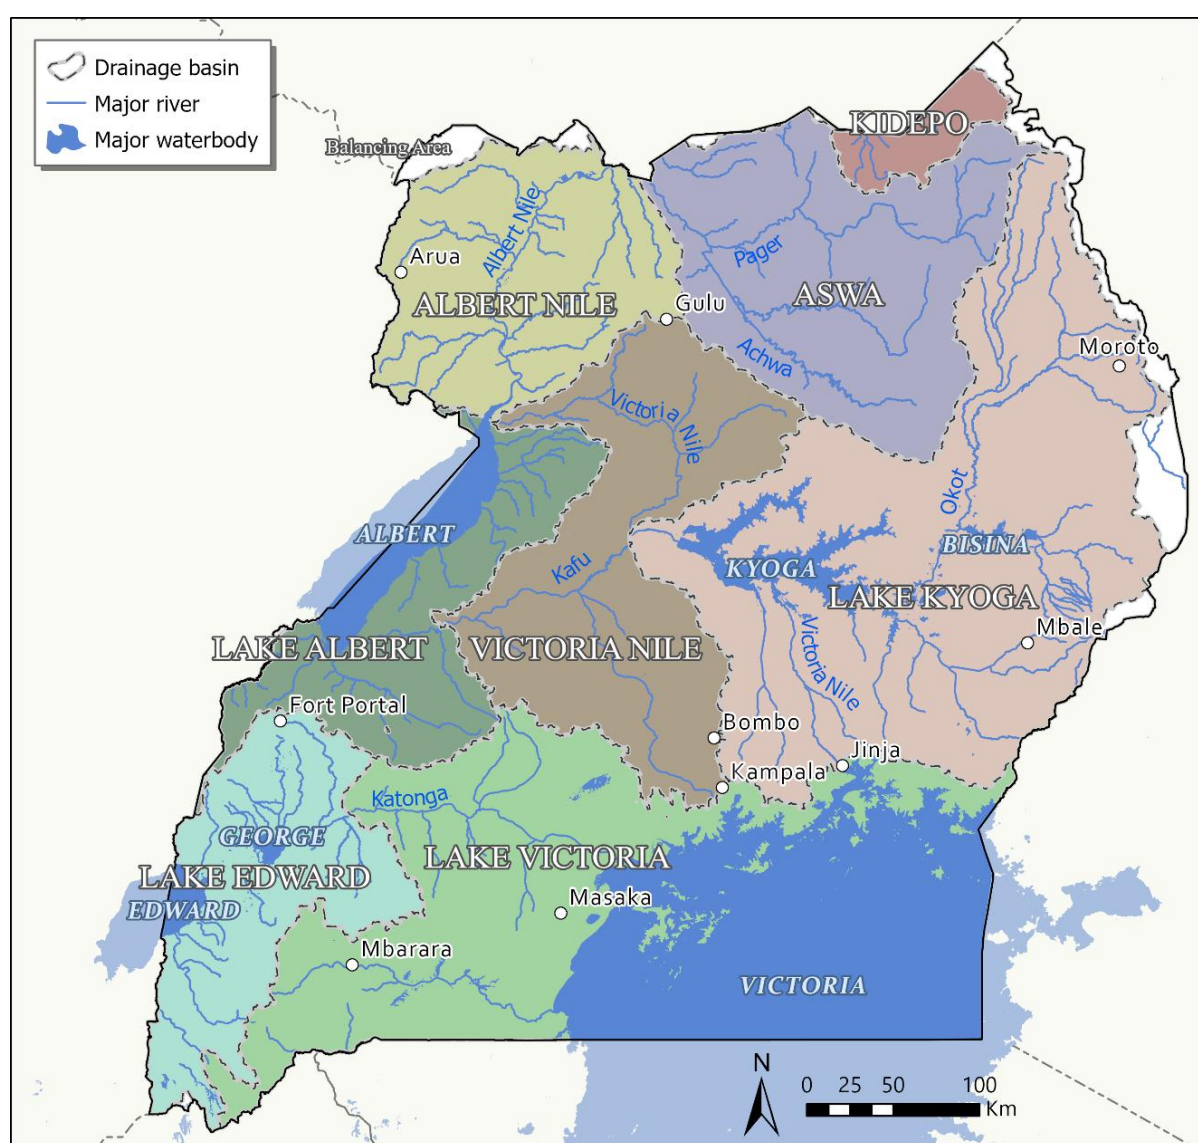 Drainage basin
Major river
Major waterbody
Balancing Area
KIDEPO
Albert Nile
Arua
ALBERT NILE
Gulu
Pager
ASWA
Achwa
Moroto
Victoria Nile
Okot
ALBERT
Kafu
KYOGA
BISINA
LAKE KYOGA
LAKE ALBERT
VICTORIA NILE
Mbale
Victoria Nile
Fort Portal
Bombo
Jinja
Kampala
Katonga
GEORGE
LAKE EDWARD
LAKE VICTORIA
EDWARD
Masaka
Mbarara
VICTORIA
N
0 25 50 100
Km